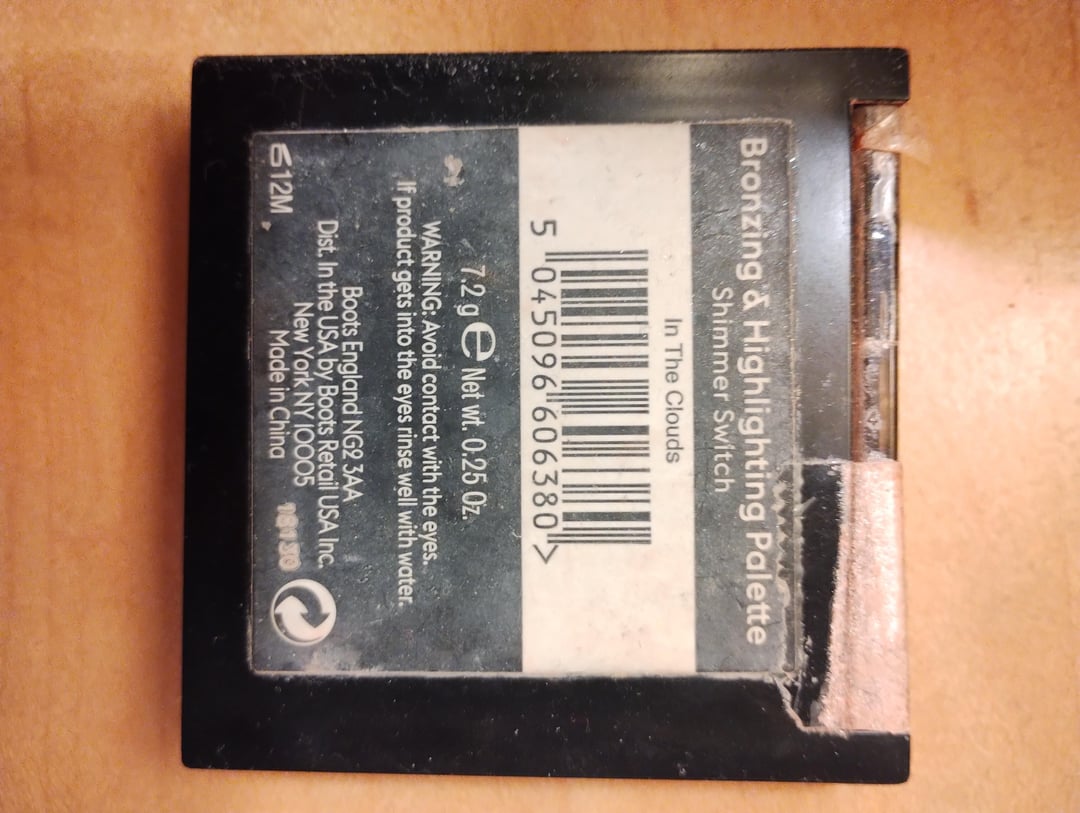 Bronzing & Highlighting Palette
Shimmer Switch
In The Clouds
5 045096 606380 >
7.2 g ℮ Net wt. 0.25 Oz.
WARNING: Avoid contact with the eyes.
If product gets into the eyes rinse well with water.
Boots England NG2 3AA
Dist. In the USA by Boots Retail USA Inc.
New York NY 10005
Made in China
12M